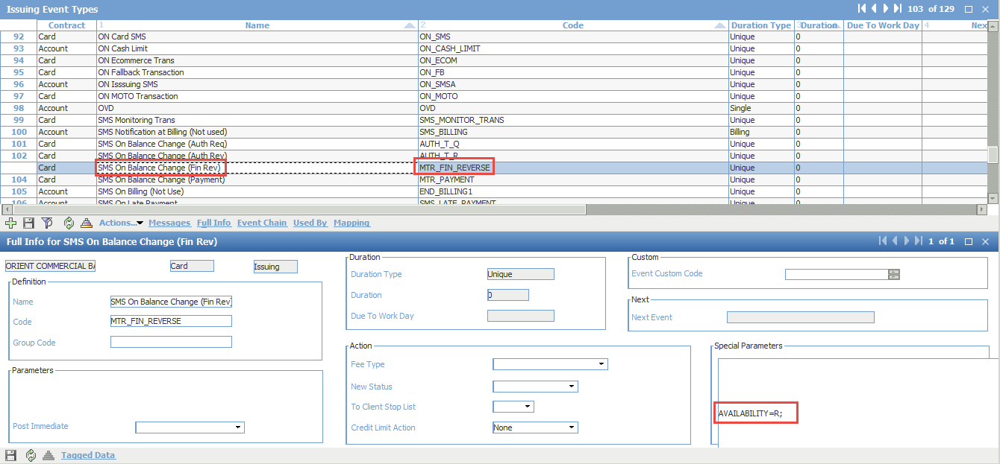 Issuing Event Types 103 of 129
Contract 1 Name 2 Code Duration Type 3 Duration Due To Work Day 4 Nex
92 Card ON Card SMS ON_SMS Unique 0
93 Account ON Cash Limit ON_CASH_LIMIT Unique 0
94 Card ON Ecommerce Trans ON_ECOM Unique 0
95 Card ON Fallback Transaction ON_FB Unique 0
96 Account ON Isssuing SMS ON_SMSA Unique 0
97 Card ON MOTO Transaction ON_MOTO Unique 0
98 Account OVD OVD Single 0
99 Card SMS Monitoring Trans SMS_MONITOR_TRANS Unique 0
100 Account SMS Notification at Billing (Not used) SMS_BILLING Billing 0
101 Card SMS On Balance Change (Auth Req) AUTH_T_Q Unique 0
102 Card SMS On Balance Change (Auth Rev) AUTH_T_R Unique 0
Card SMS On Balance Change (Fin Rev) MTR_FIN_REVERSE Unique 0
104 Card SMS On Balance Change (Payment) MTR_PAYMENT Unique 0
105 Account SMS On Billing (Not Use) END_BILLING1 Unique 0
106 Account SMS On Late Payment SMS_LATE_PAYMENT Unique 0
Actions... Messages Full Info Event Chain Used By Mapping
Full Info for SMS On Balance Change (Fin Rev) 1 of 1
ORIENT COMMERCIAL BA Card Issuing
Definition
Name SMS On Balance Change (Fin Rev)
Code MTR_FIN_REVERSE
Group Code
Parameters
Post Immediate
Duration
Duration Type Unique
Duration 0
Due To Work Day
Action
Fee Type
New Status
To Client Stop List
Credit Limit Action None
Custom
Event Custom Code
Next
Next Event
Special Parameters
AVAILABILITY=R;
Tagged Data